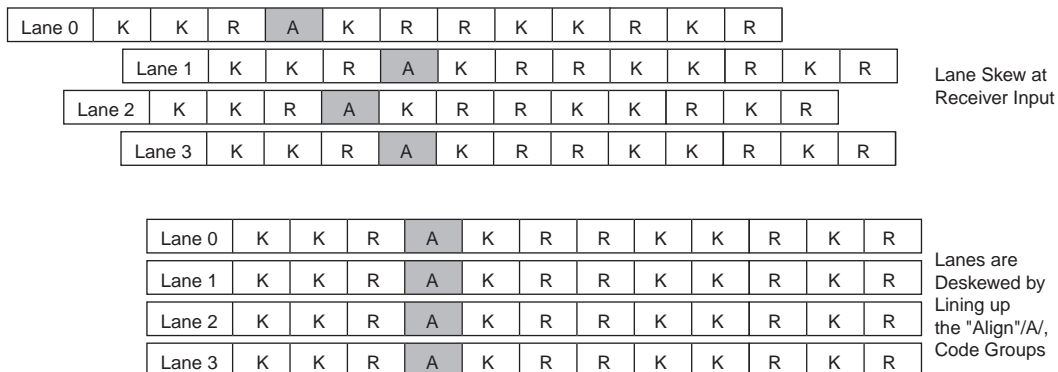 Lane 0 K K R A K R R K K R K R
Lane 1 K K R A K R R K K R K R
Lane 2 K K R A K R R K K R K R
Lane 3 K K R A K R R K K R K R
Lane Skew at
Receiver Input
Lane 0 K K R A K R R K K R K R
Lane 1 K K R A K R R K K R K R
Lane 2 K K R A K R R K K R K R
Lane 3 K K R A K R R K K R K R
Lanes are
Deskewed by
Lining up
the "Align"/A/,
Code Groups